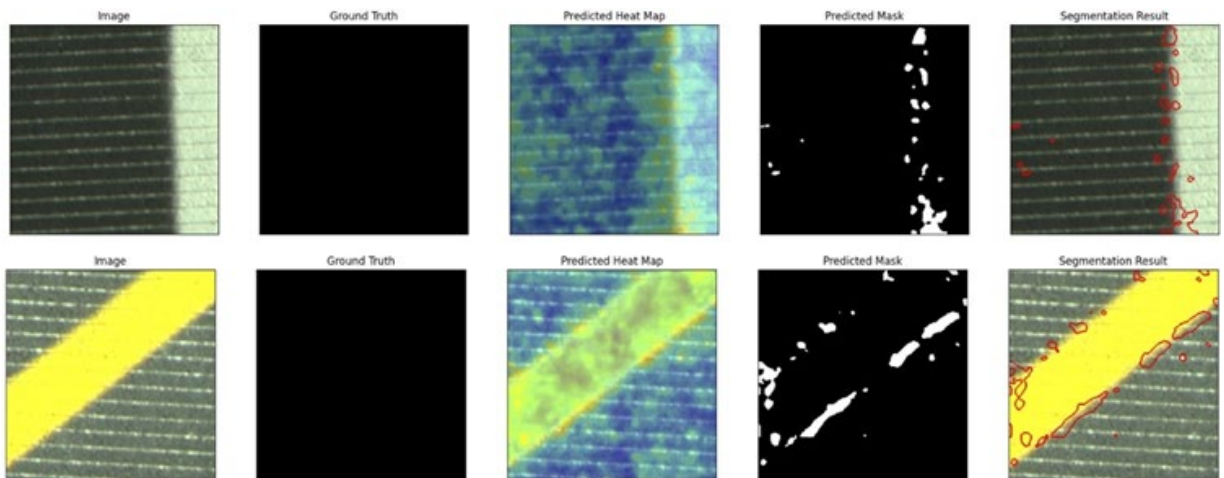 Image
Ground Truth
Predicted Heat Map
Predicted Mask
Segmentation Result
Image
Ground Truth
Predicted Heat Map
Predicted Mask
Segmentation Result